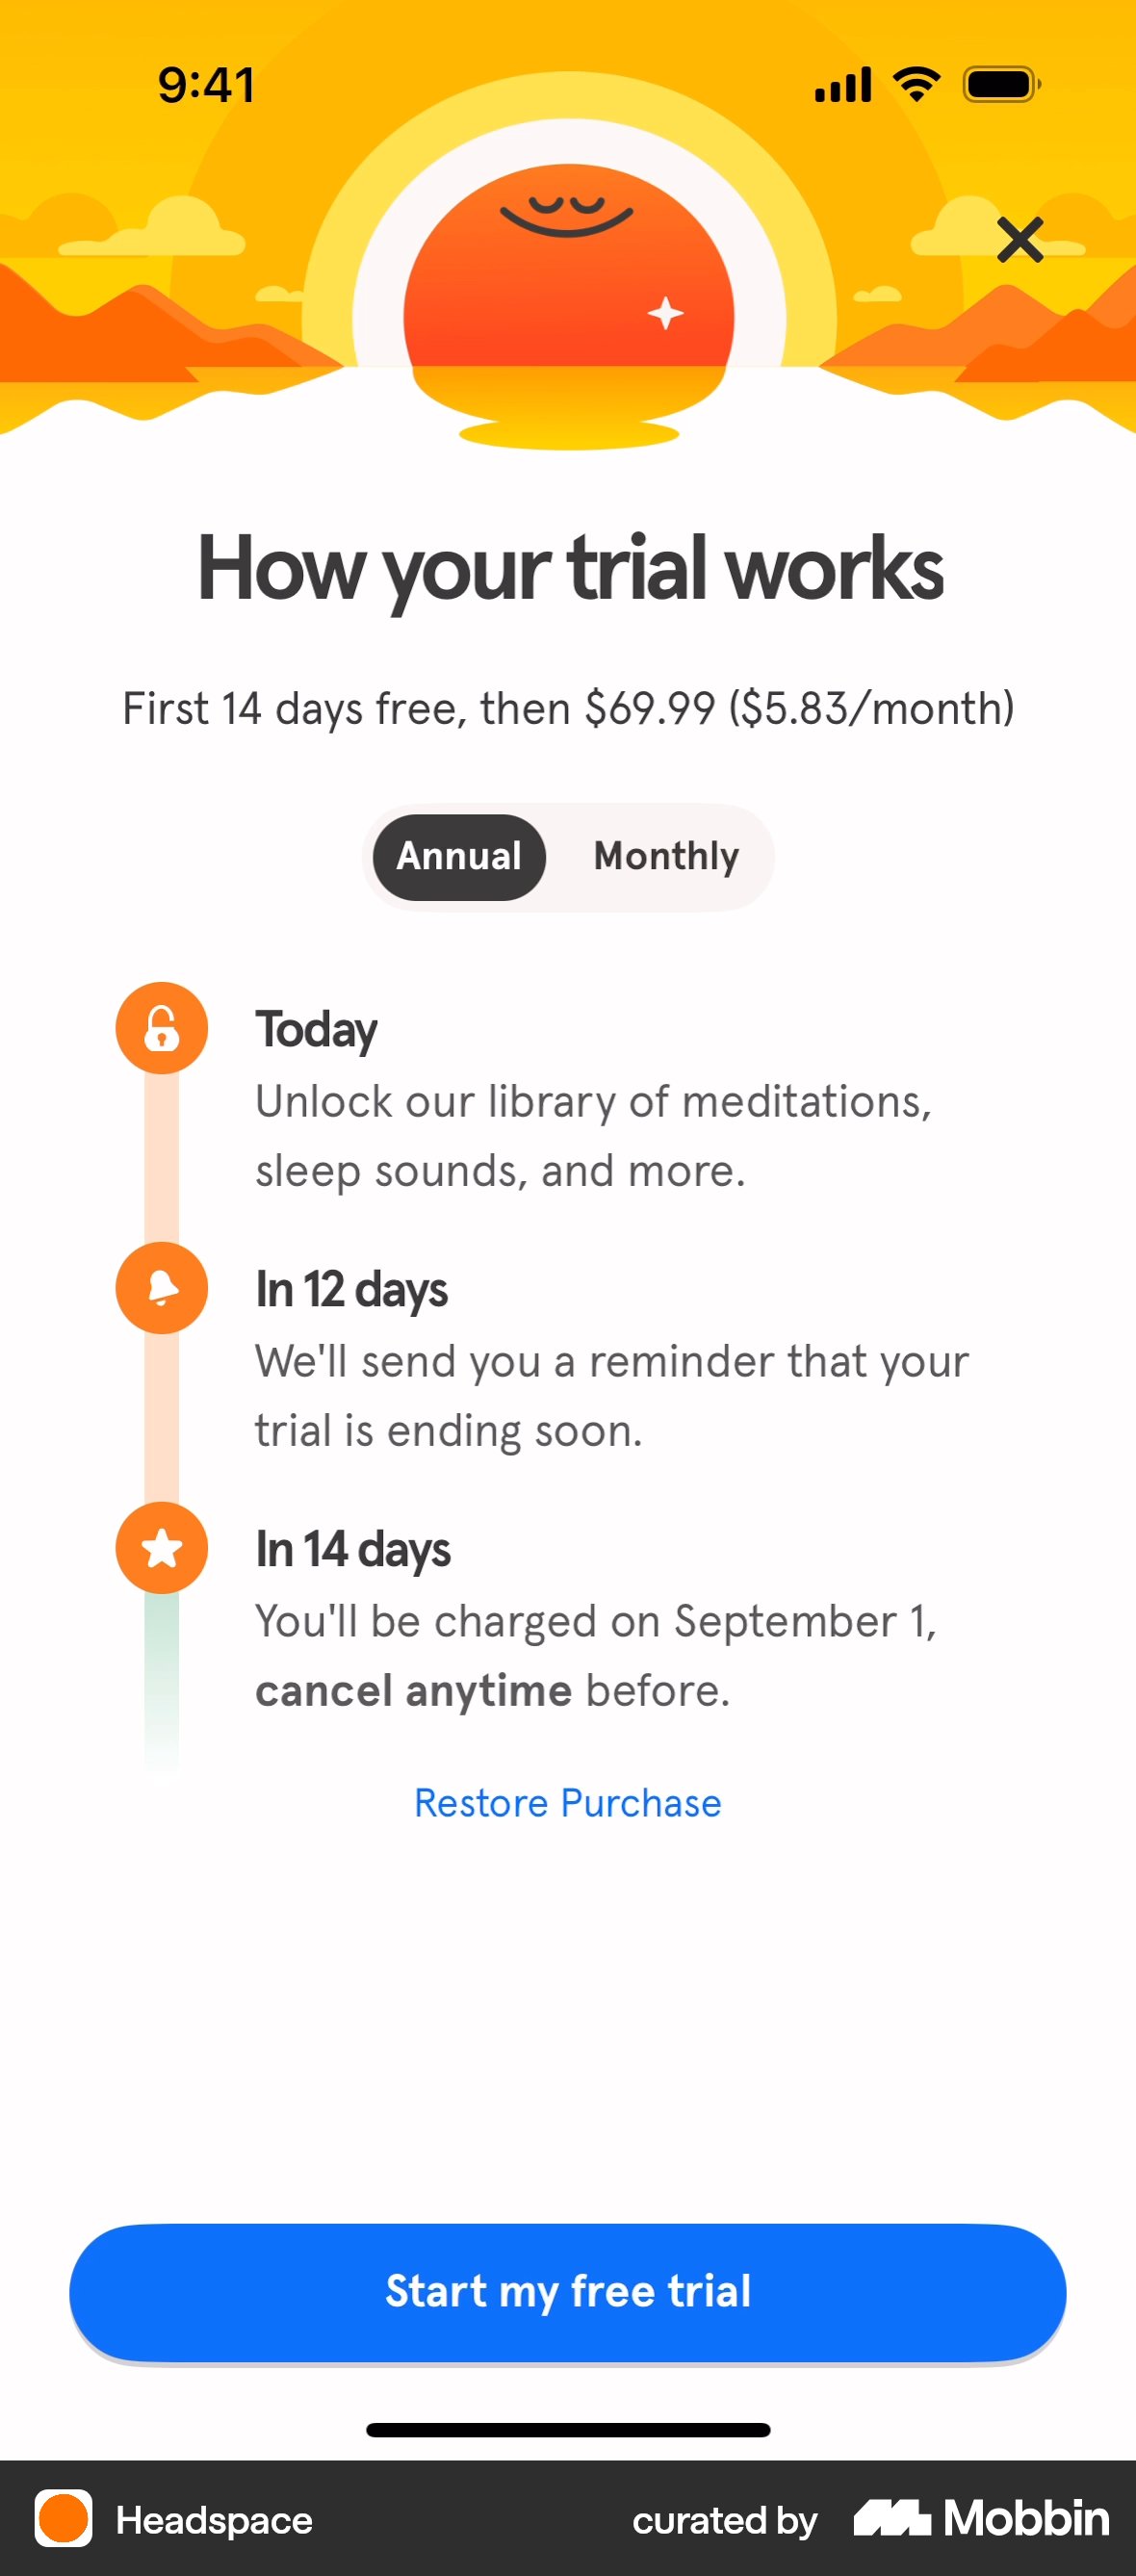 9:41
How your trial works
First 14 days free, then $69.99 ($5.83/month)
Annual Monthly
Today
Unlock our library of meditations,
sleep sounds, and more.
In 12 days
We'll send you a reminder that your
trial is ending soon.
In 14 days
You'll be charged on September 1,
cancel anytime before.
Restore Purchase
Start my free trial
Headspace curated by Mobbin